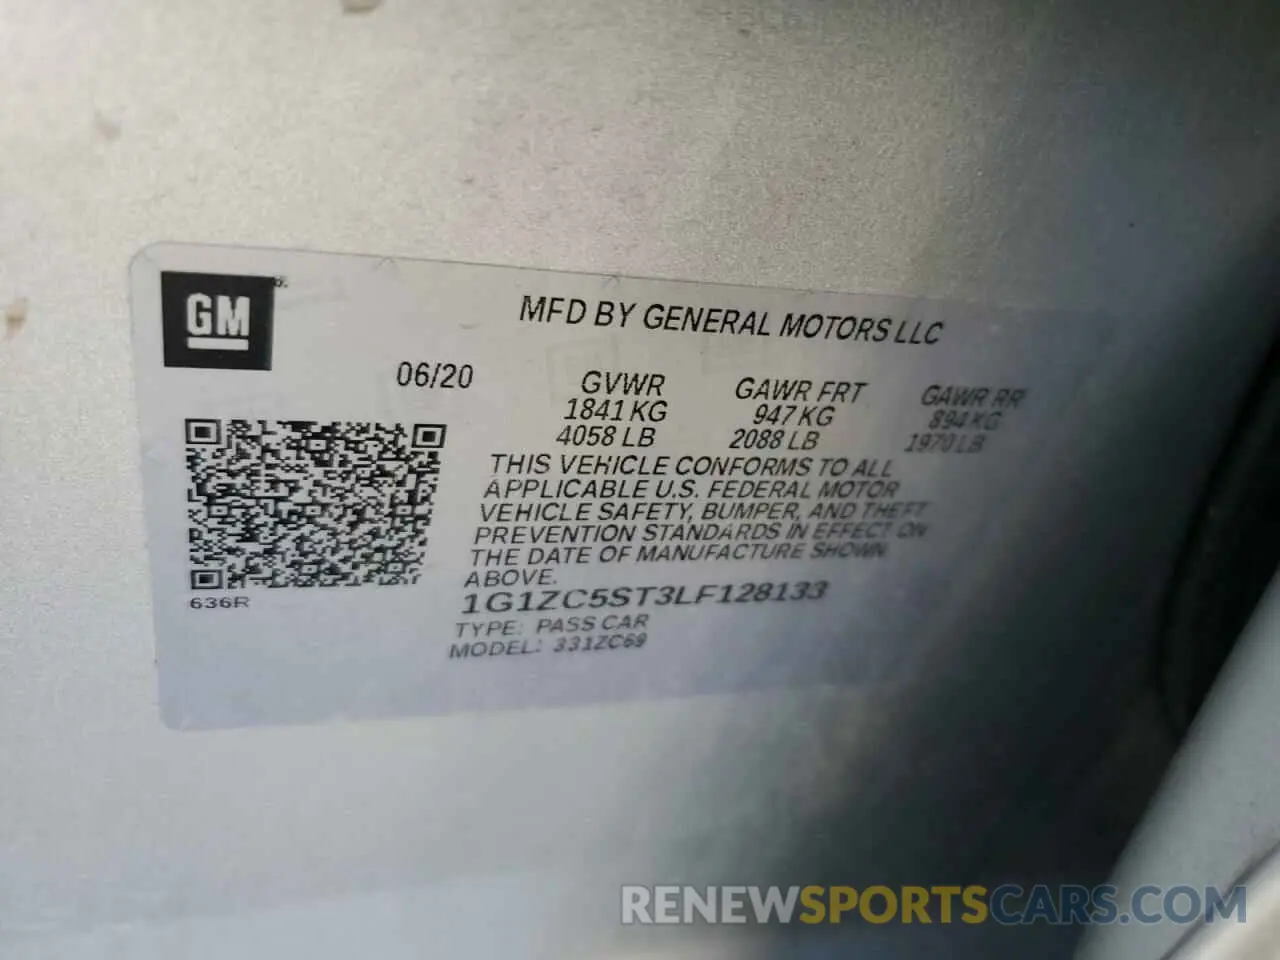 GM
MFD BY GENERAL MOTORS LLC
06/20
GVWR GAWR FRT GAWR RR
1841 KG 947 KG 894 KG
4058 LB 2088 LB 1970 LB
THIS VEHICLE CONFORMS TO ALL
APPLICABLE U.S. FEDERAL MOTOR
VEHICLE SAFETY, BUMPER, AND THEFT
PREVENTION STANDARDS IN EFFECT ON
THE DATE OF MANUFACTURE SHOWN
ABOVE.
636R
1G1ZC5ST3LF128133
TYPE: PASS CAR
MODEL: 331ZC69
RENEWSPORTSCARS.COM